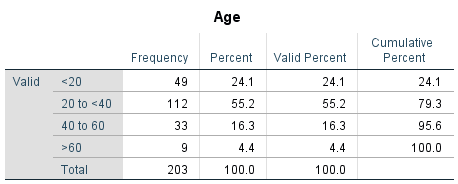 Age
Frequency Percent Valid Percent Cumulative Percent
Valid <20 49 24.1 24.1 24.1
20 to <40 112 55.2 55.2 79.3
40 to 60 33 16.3 16.3 95.6
>60 9 4.4 4.4 100.0
Total 203 100.0 100.0